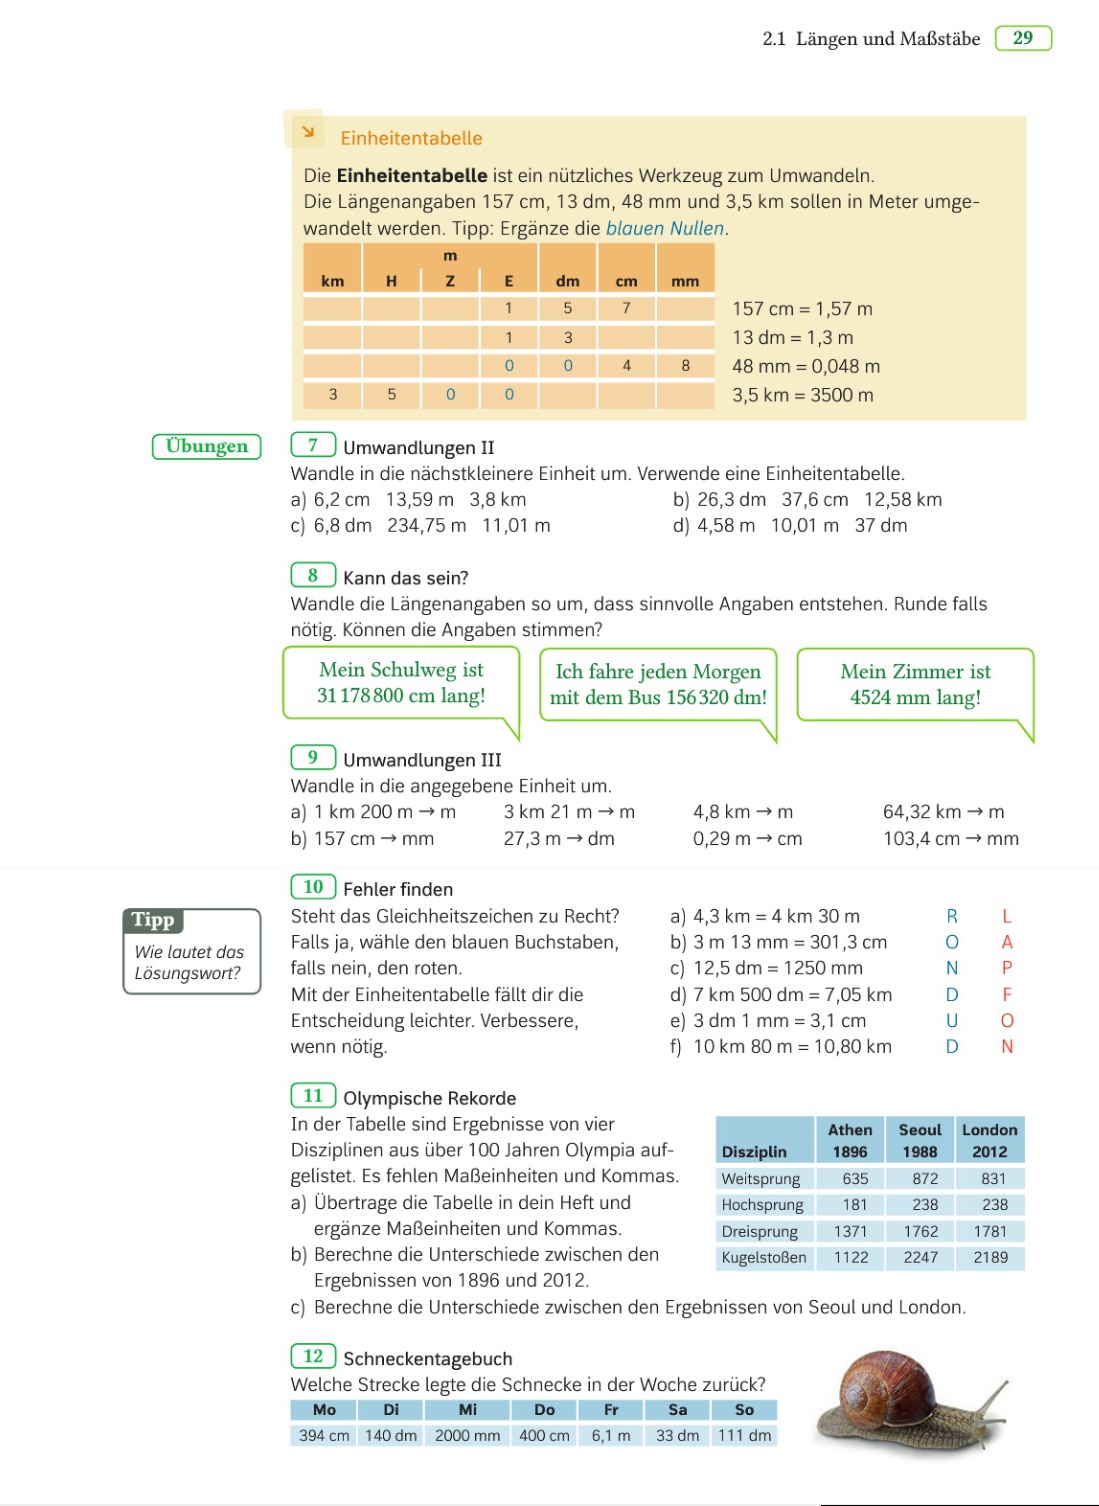 2.1 Längen und Maßstäbe 29
Einheitentabelle
Die Einheitentabelle ist ein nützliches Werkzeug zum Umwandeln.
Die Längenangaben 157 cm, 13 dm, 48 mm und 3,5 km sollen in Meter umge-
wandelt werden. Tipp: Ergänze die blauen Nullen.
m
km H Z E dm cm mm
1 5 7 157 cm = 1,57 m
1 3 13 dm = 1,3 m
0 0 4 8 48 mm = 0,048 m
3 5 0 0 3,5 km = 3500 m
Übungen
7 Umwandlungen II
Wandle in die nächstkleinere Einheit um. Verwende eine Einheitentabelle.
a) 6,2 cm 13,59 m 3,8 km b) 26,3 dm 37,6 cm 12,58 km
c) 6,8 dm 234,75 m 11,01 m d) 4,58 m 10,01 m 37 dm
8 Kann das sein?
Wandle die Längenangaben so um, dass sinnvolle Angaben entstehen. Runde falls
nötig. Können die Angaben stimmen?
Mein Schulweg ist
31 178 800 cm lang!
Ich fahre jeden Morgen
mit dem Bus 156 320 dm!
Mein Zimmer ist
4524 mm lang!
9 Umwandlungen III
Wandle in die angegebene Einheit um.
a) 1 km 200 m → m 3 km 21 m → m 4,8 km → m 64,32 km → m
b) 157 cm → mm 27,3 m → dm 0,29 m → cm 103,4 cm → mm
10 Fehler finden
Tipp
Wie lautet das
Lösungswort?
Steht das Gleichheitszeichen zu Recht?
Falls ja, wähle den blauen Buchstaben,
falls nein, den roten.
Mit der Einheitentabelle fällt dir die
Entscheidung leichter. Verbessere,
wenn nötig.
a) 4,3 km = 4 km 30 m R L
b) 3 m 13 mm = 301,3 cm O A
c) 12,5 dm = 1250 mm N P
d) 7 km 500 dm = 7,05 km D F
e) 3 dm 1 mm = 3,1 cm U O
f) 10 km 80 m = 10,80 km D N
11 Olympische Rekorde
In der Tabelle sind Ergebnisse von vier
Disziplinen aus über 100 Jahren Olympia auf-
gelistet. Es fehlen Maßeinheiten und Kommas.
a) Übertrage die Tabelle in dein Heft und
ergänze Maßeinheiten und Kommas.
b) Berechne die Unterschiede zwischen den
Ergebnissen von 1896 und 2012.
c) Berechne die Unterschiede zwischen den Ergebnissen von Seoul und London.
Athen Seoul London
Disziplin 1896 1988 2012
Weitsprung 635 872 831
Hochsprung 181 238 238
Dreisprung 1371 1762 1781
Kugelstoßen 1122 2247 2189
12 Schneckentagebuch
Welche Strecke legte die Schnecke in der Woche zurück?
Mo Di Mi Do Fr Sa So
394 cm 140 dm 2000 mm 400 cm 6,1 m 33 dm 111 dm